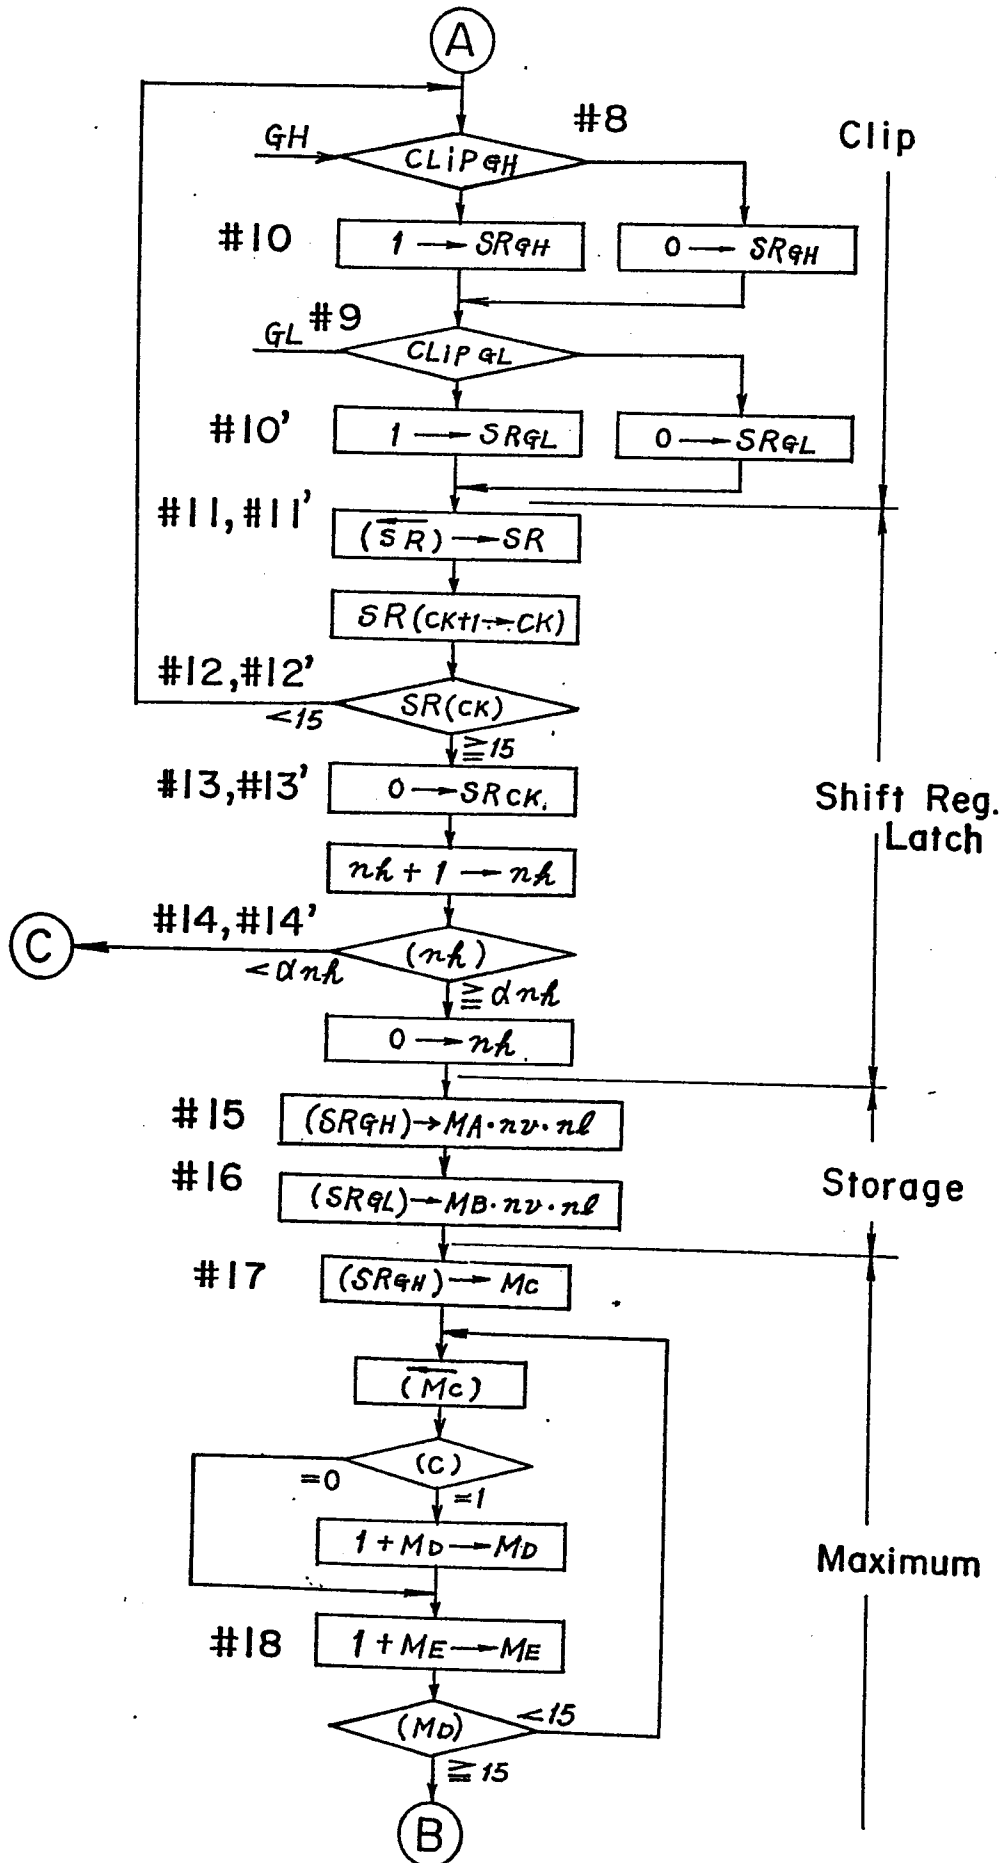 A
#8
Clip
GH
CLiP GH
#10
1 → SRGH
0 → SRGH
#9
GL
CLiP GL
#10'
1 → SRGL
0 → SRGL
#11, #11'
(SR) → SR
SR(CK+1 → CK)
#12, #12'
SR(CK)
<15
≧15
#13, #13'
0 → SRCK.
Shift Reg.
Latch
nh + 1 → nh
#14, #14'
C
(nh)
<αnh
≧αnh
0 → nh
#15
(SRGH) → MA·nv·nl
#16
(SRGL) → MB·nv·nl
Storage
#17
(SRGH) → MC
(MC)
(C)
=0
=1
1 + MD → MD
Maximum
#18
1 + ME → ME
(MD)
<15
≧15
B